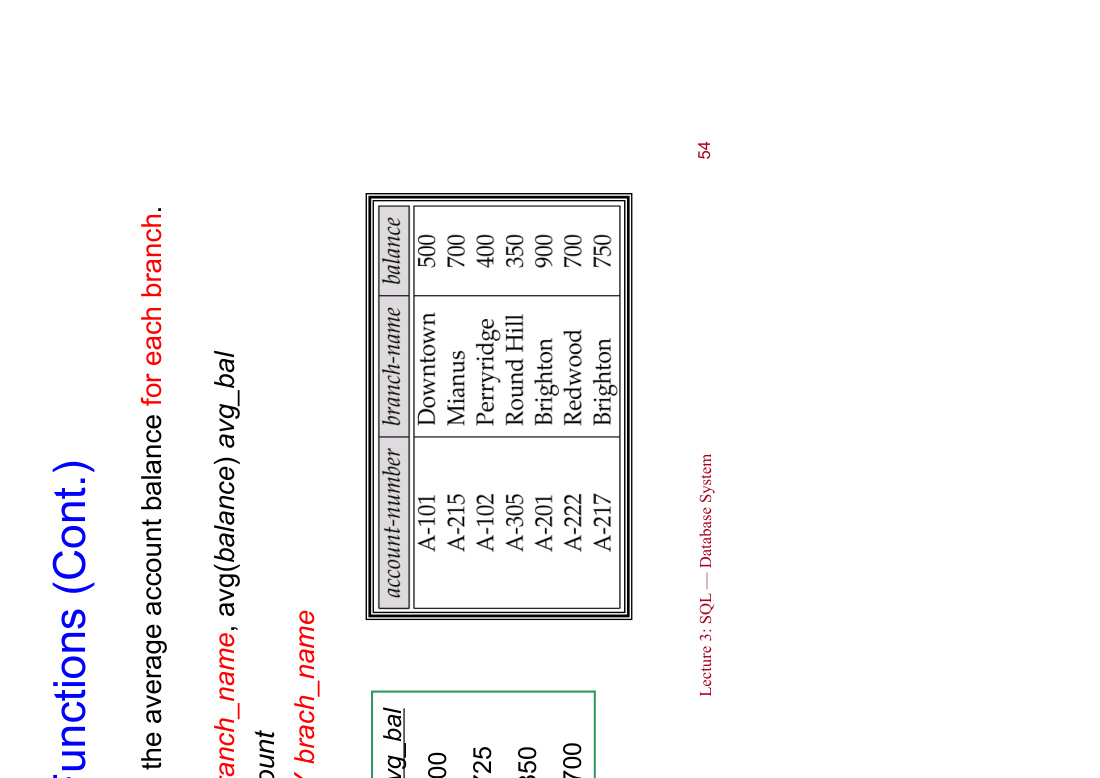 unctions (Cont.)
the average account balance for each branch.
ranch_name, avg(balance) avg_bal
ount
brach_name
account-number branch-name balance
A-101 Downtown 500
A-215 Mianus 700
A-102 Perryridge 400
A-305 Round Hill 350
A-201 Brighton 900
A-222 Redwood 700
A-217 Brighton 750
vg_bal
00
725
350
700
Lecture 3: SQL — Database System 54